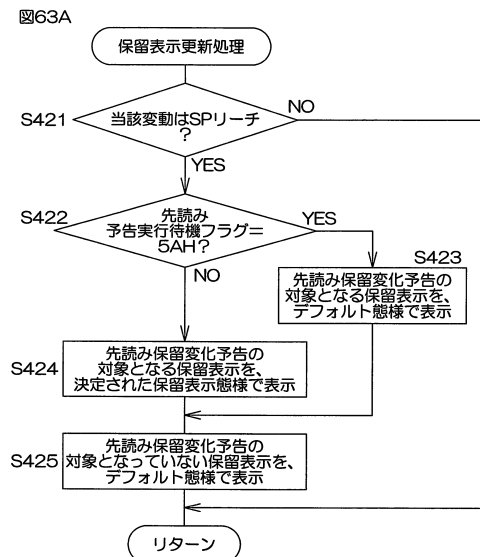 図63A
保留表示更新処理
S421
当該変動はSPリーチ
?
NO
YES
S422
先読み
予告実行待機フラグ=
5AH?
YES
NO
S423
先読み保留変化予告の
対象となる保留表示を、
デフォルト態様で表示
S424
先読み保留変化予告の
対象となる保留表示を、
決定された保留表示態様で表示
S425
先読み保留変化予告の
対象となっていない保留表示を、
デフォルト態様で表示
リターン